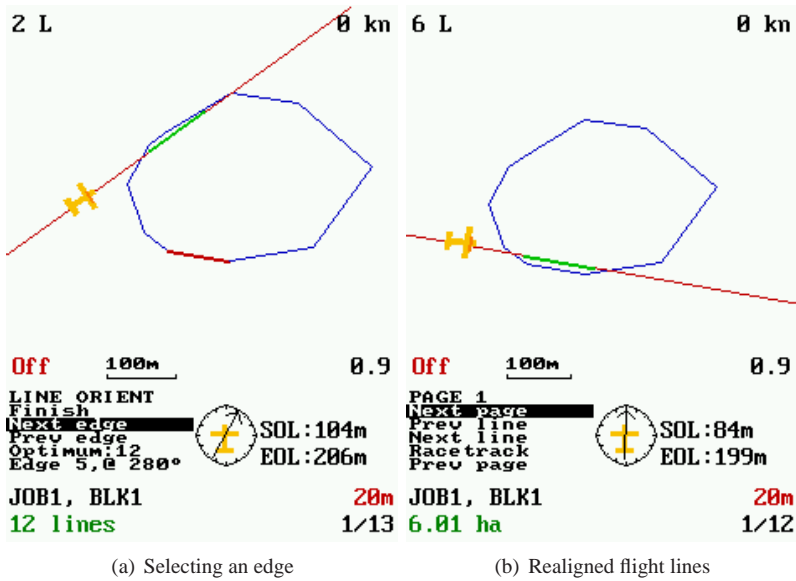 2 L 0 kn
Off 100m 0.9
LINE ORIENT
Finish
Next edge
Prev edge
Optimum:12
Edge 5,@ 280°
SOL:104m
EOL:206m
JOB1, BLK1 20m
12 lines 1/13
(a) Selecting an edge
6 L 0 kn
Off 100m 0.9
PAGE 1
Next page
Prev line
Next line
Racetrack
Prev page
SOL:84m
EOL:199m
JOB1, BLK1 20m
6.01 ha 1/12
(b) Realigned flight lines